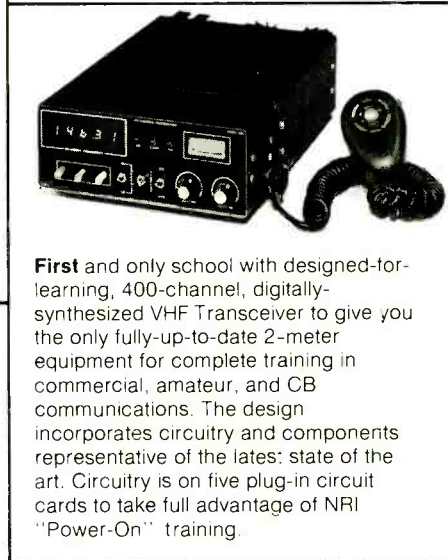 14631
First and only school with designed-for-
learning, 400-channel, digitally-
synthesized VHF Transceiver to give you
the only fully-up-to-date 2-meter
equipment for complete training in
commercial, amateur, and CB
communications. The design
incorporates circuitry and components
representative of the lates: state of the
art. Circuitry is on five plug-in circuit
cards to take full advantage of NRI
"Power-On" training.